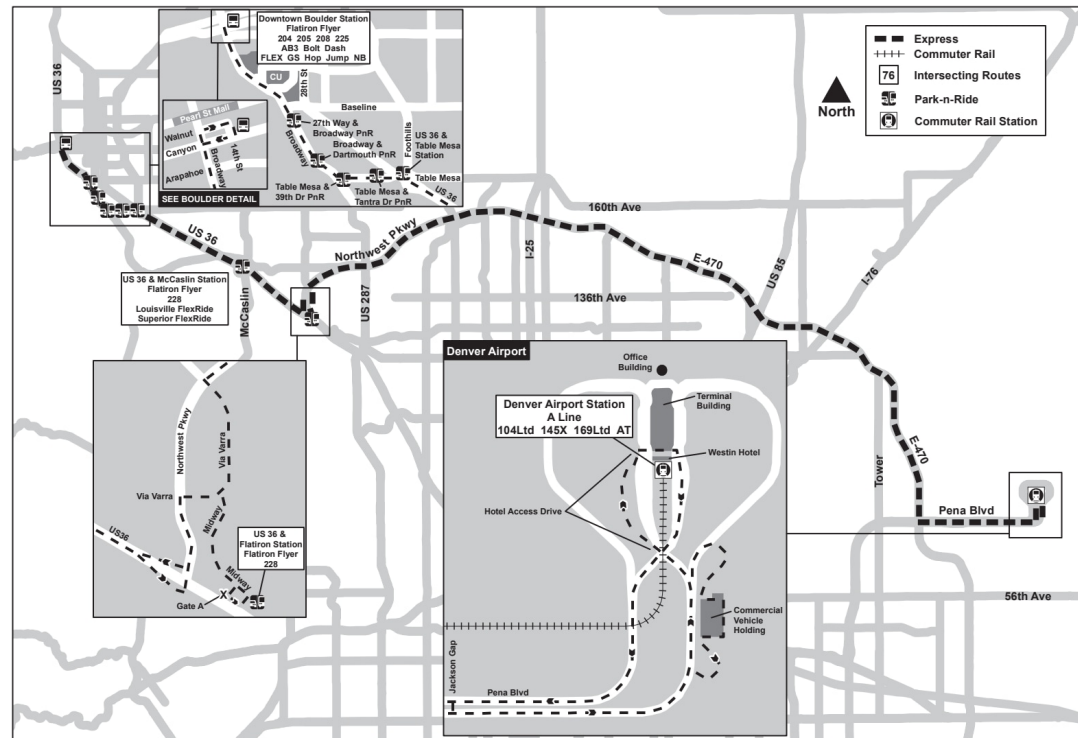 US 36
Downtown Boulder Station
Flatiron Flyer
204 205 208 225
AB3 Bolt Dash
FLEX GS Hop Jump NB
CU
28th St
Baseline
27th Way &
Broadway PnR
Broadway &
Dartmouth PnR
Broadway
Foothills
US 36 &
Table Mesa
Station
Table Mesa
Table Mesa &
39th Dr PnR
Table Mesa &
Tantra Dr PnR
US 36
Pearl St Mall
Walnut
Canyon
14th St
Broadway
Arapahoe
SEE BOULDER DETAIL
North
Express
Commuter Rail
76 Intersecting Routes
Park-n-Ride
Commuter Rail Station
160th Ave
US 36
Northwest Pkwy
I-25
E-470
US 85
I-76
136th Ave
US 287
McCaslin
US 36 & McCaslin Station
Flatiron Flyer
228
Louisville FlexRide
Superior FlexRide
Northwest Pkwy
Via Varra
Via Varra
Midway
US36
US 36 &
Flatiron Station
Flatiron Flyer
228
Midway
X
Gate A
Denver Airport
Office
Building
Terminal
Building
Denver Airport Station
A Line
104Ltd 145X 169Ltd AT
Westin Hotel
Hotel Access Drive
Commercial
Vehicle
Holding
Jackson Gap
Pena Blvd
Tower
E-470
Pena Blvd
56th Ave